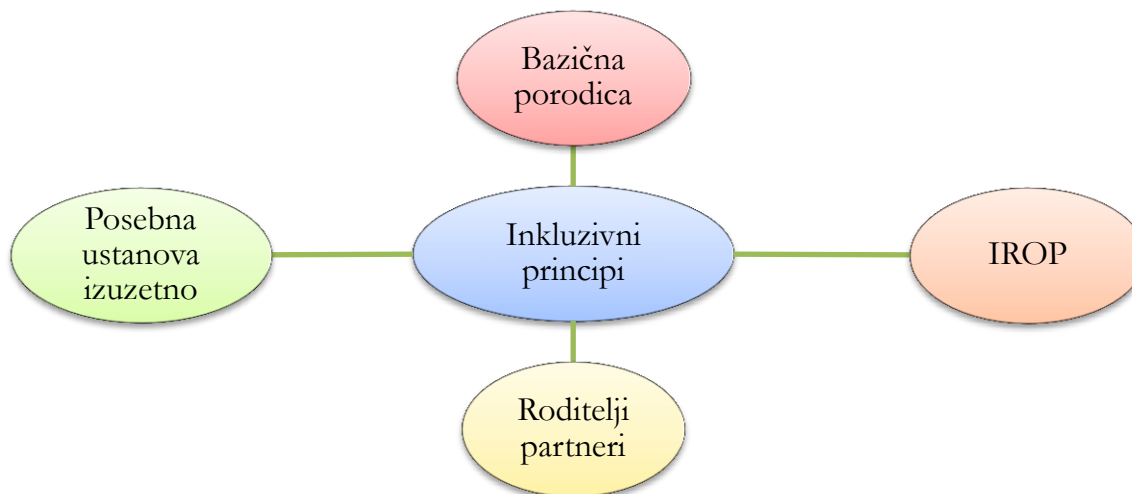 Bazična
porodica
Posebna
ustanova
izuzetno
Inkluzivni
principi
IROP
Roditelji
partneri